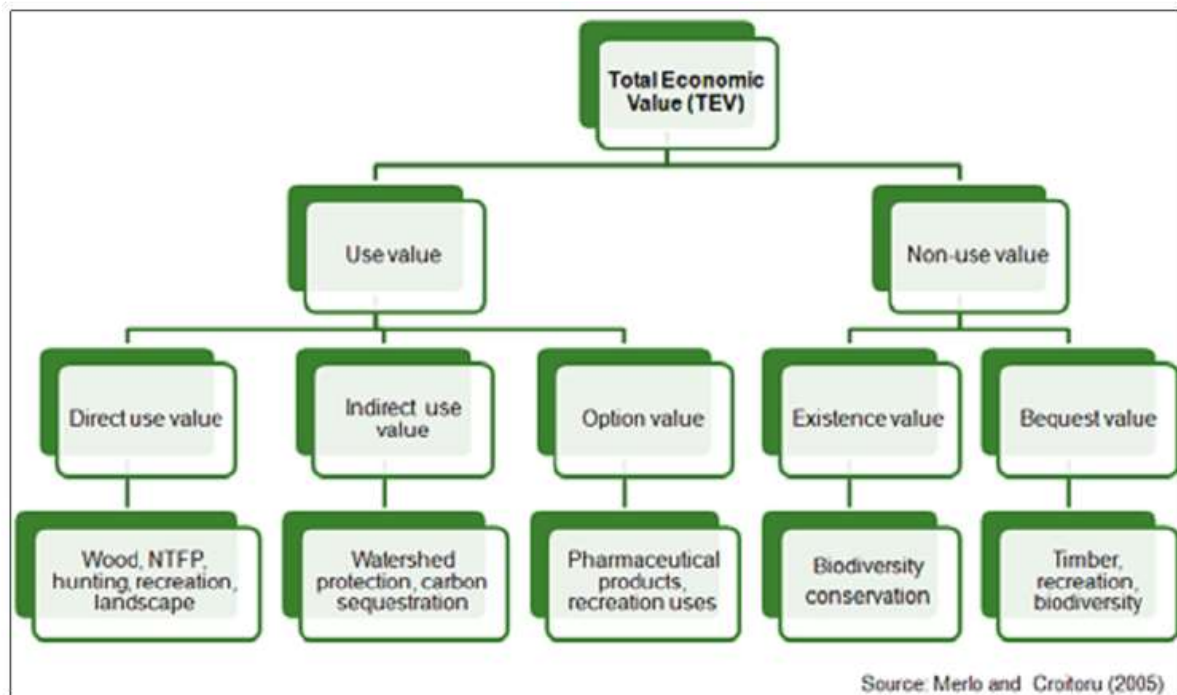 Total Economic
Value (TEV)
Use value
Non-use value
Direct use value
Indirect use
value
Option value
Existence value
Bequest value
Wood, NTFP,
hunting, recreation,
landscape
Watershed
protection, carbon
sequestration
Pharmaceutical
products,
recreation uses
Biodiversity
conservation
Timber,
recreation,
biodiversity
Source: Merlo and Croitoru (2005)